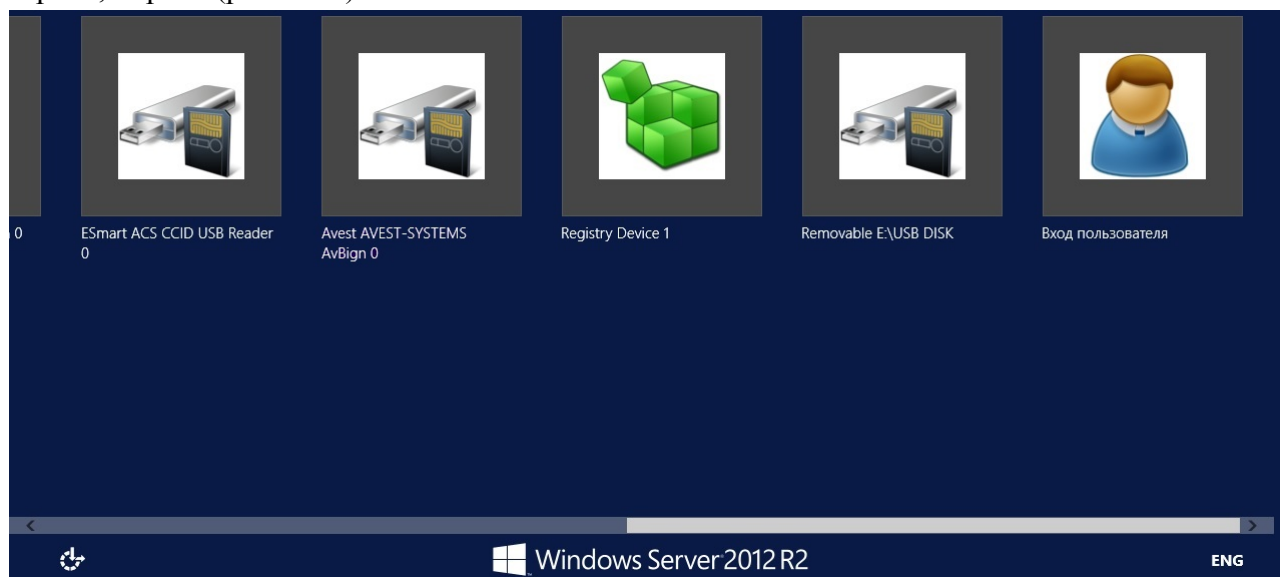 0
ESmart ACS CCID USB Reader
0
Avest AVEST-SYSTEMS
AvBign 0
Registry Device 1
Removable E:\USB DISK
Вход пользователя
Windows Server 2012 R2
ENG